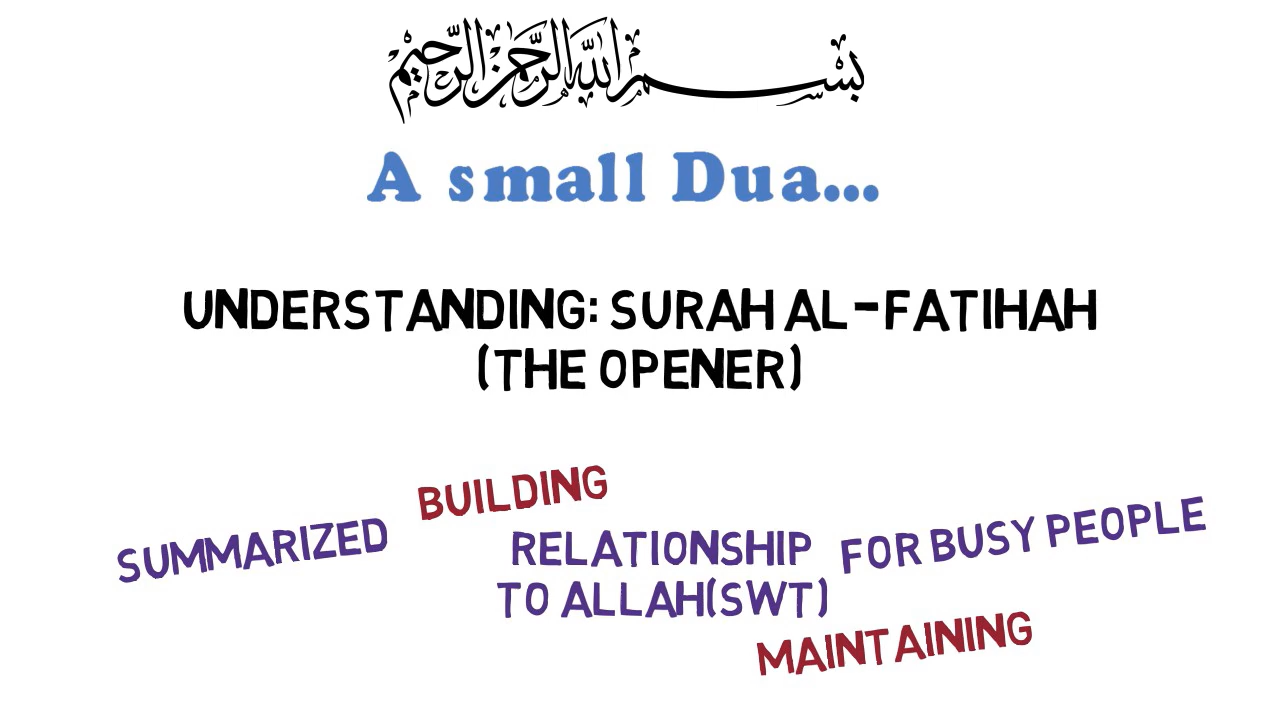 بسم الله الرحمن الرحيم
A small Dua...
UNDERSTANDING: SURAH AL-FATIHAH
(THE OPENER)
BUILDING
SUMMARIZED
RELATIONSHIP
TO ALLAH(SWT)
FOR BUSY PEOPLE
MAINTAINING